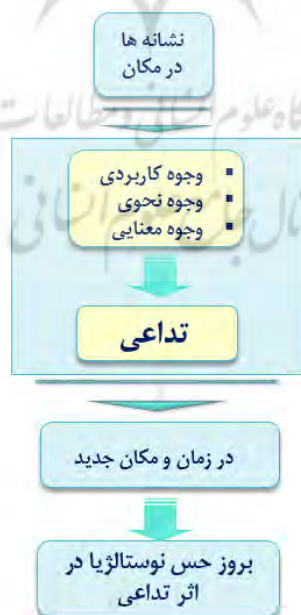 نشانه ها
در مکان
▪ وجوه کاربردی
▪ وجوه نحوی
▪ وجوه معنایی
تداعی
در زمان و مکان جدید
بروز حس نوستالژیا در
اثر تداعی